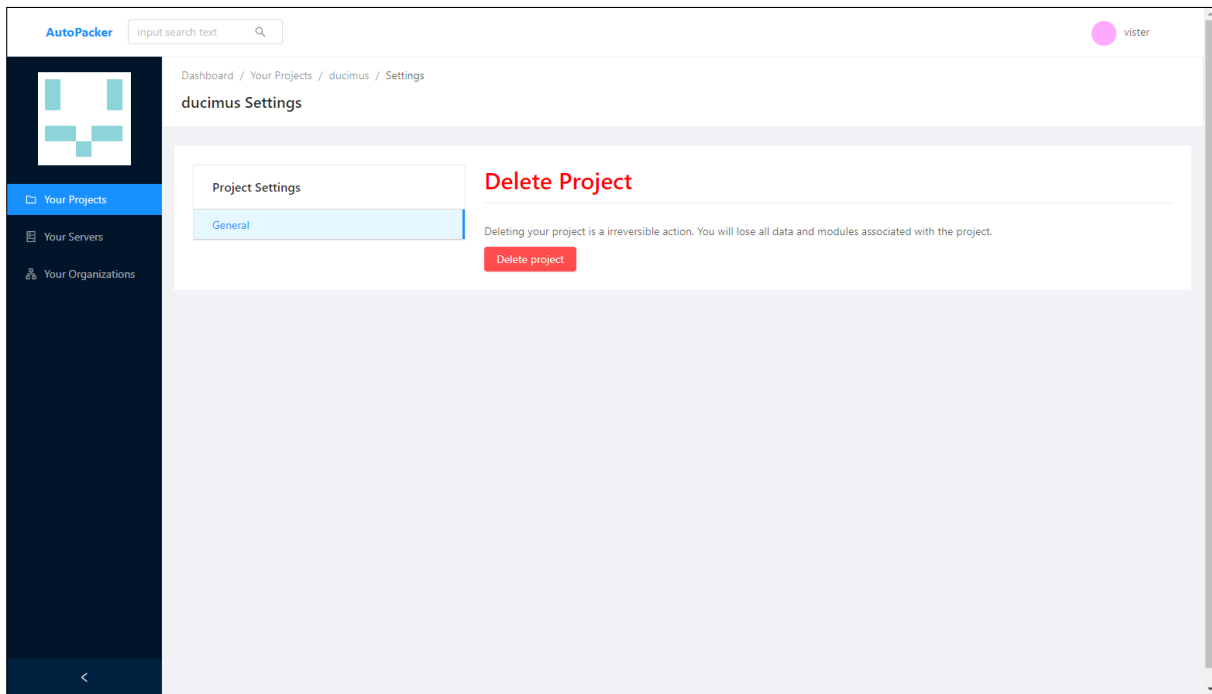 AutoPacker
input search text
vister
Dashboard / Your Projects / ducimus / Settings
ducimus Settings
Your Projects
Your Servers
Your Organizations
Project Settings
General
Delete Project
Deleting your project is a irreversible action. You will lose all data and modules associated with the project.
Delete project